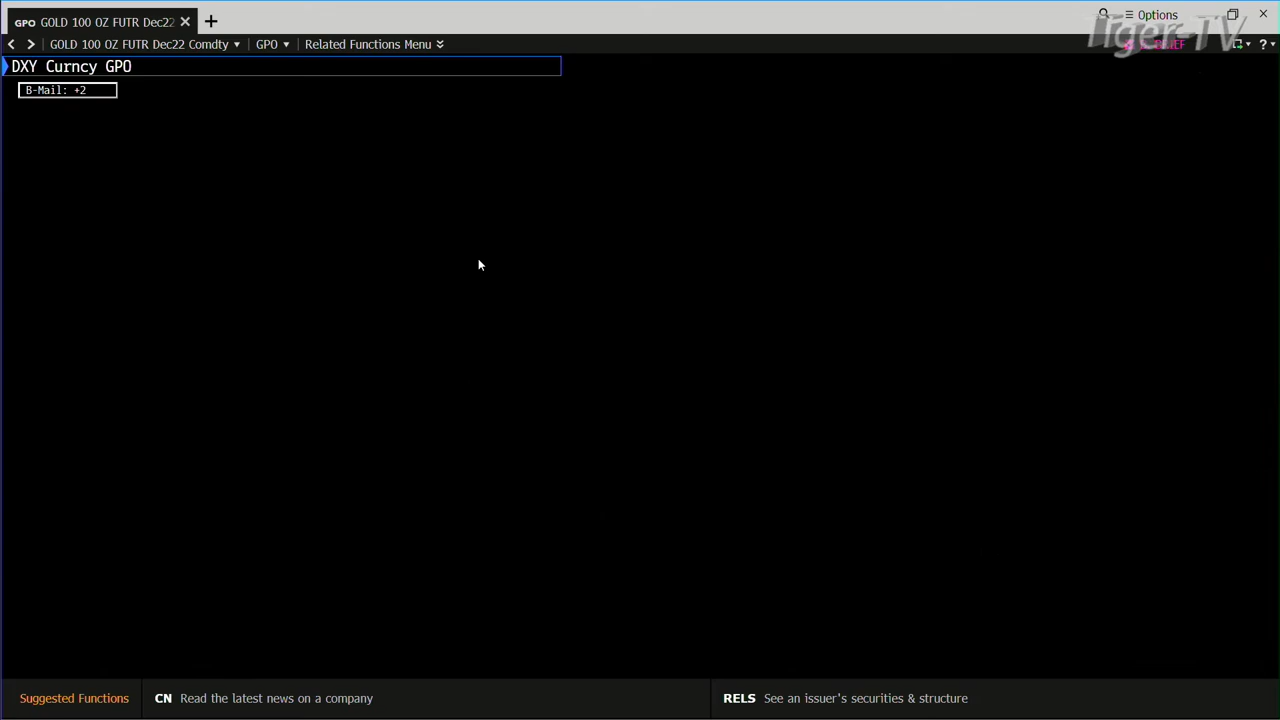 GPO GOLD 100 OZ FUTR Dec22
Options
GOLD 100 OZ FUTR Dec22 Comdty GPO Related Functions Menu
BRIEF
?
Tiger-TV
DXY Curncy GPO
B-Mail: +2
Suggested Functions CN Read the latest news on a company RELS See an issuer's securities & structure